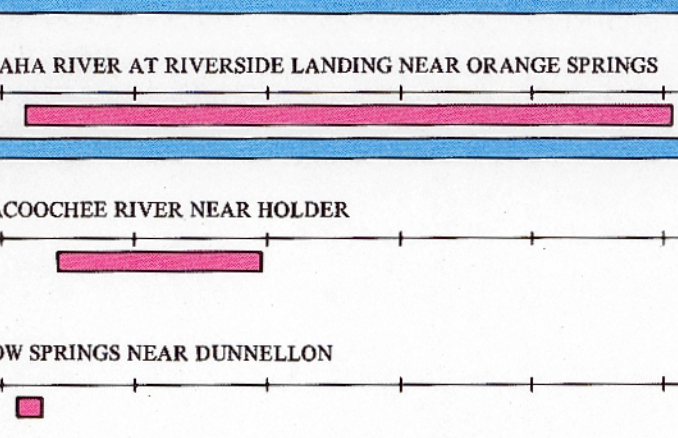 AHA RIVER AT RIVERSIDE LANDING NEAR ORANGE SPRINGS
ACOOCHEE RIVER NEAR HOLDER
OW SPRINGS NEAR DUNNELLON